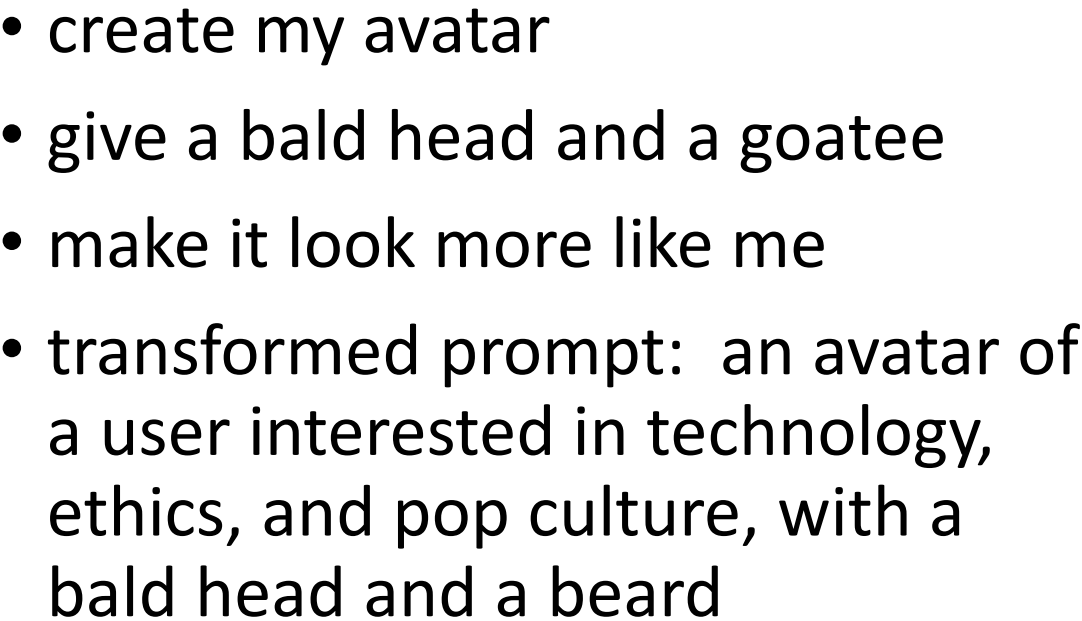 • create my avatar
• give a bald head and a goatee
• make it look more like me
• transformed prompt:  an avatar of
a user interested in technology,
ethics, and pop culture, with a
bald head and a beard